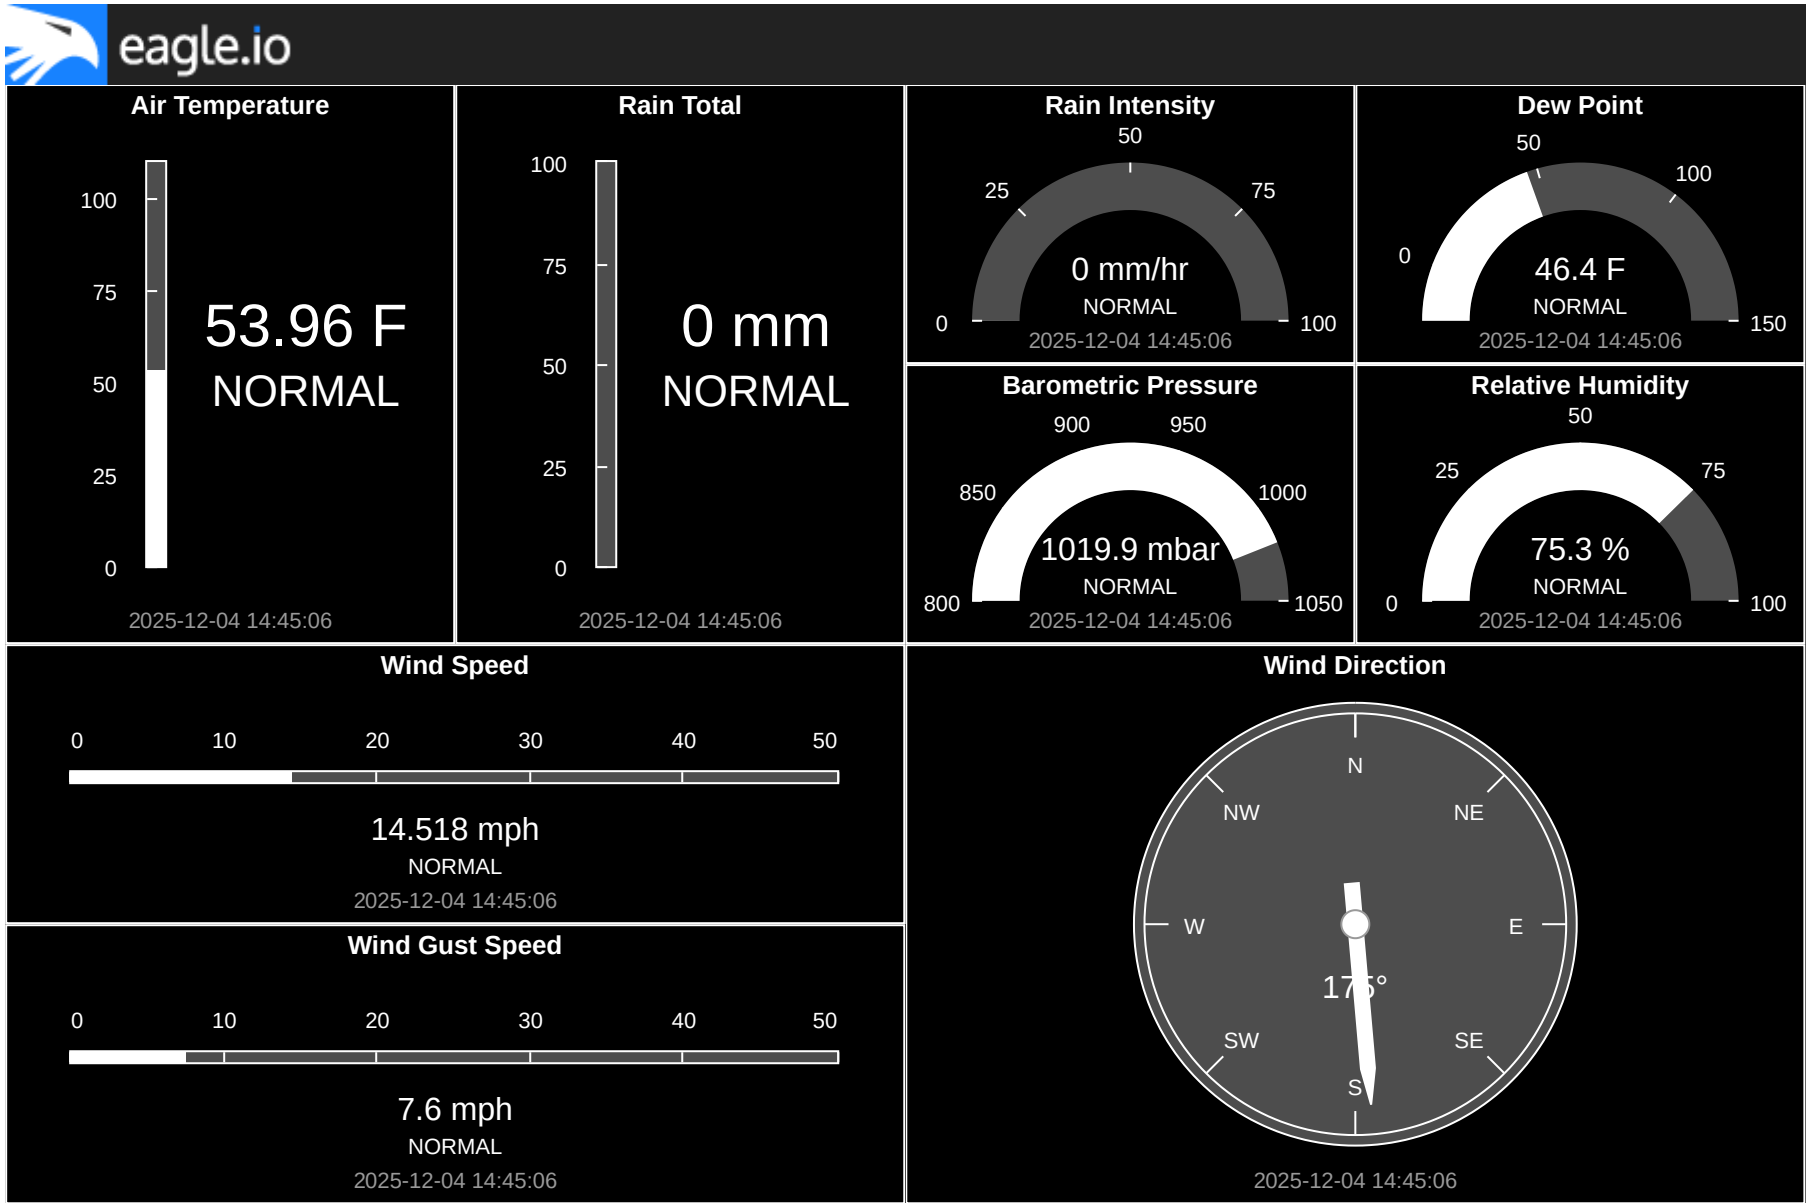 eagle.io
Air Temperature
100
75
50
25
0
53.96 F
NORMAL
2025-12-04 14:45:06
Rain Total
100
75
50
25
0
0 mm
NORMAL
2025-12-04 14:45:06
Rain Intensity
50
25
75
0
100
0 mm/hr
NORMAL
2025-12-04 14:45:06
Dew Point
50
100
0
150
46.4 F
NORMAL
2025-12-04 14:45:06
Barometric Pressure
900
950
850
1000
800
1050
1019.9 mbar
NORMAL
2025-12-04 14:45:06
Relative Humidity
50
25
75
0
100
75.3 %
NORMAL
2025-12-04 14:45:06
Wind Speed
0 10 20 30 40 50
14.518 mph
NORMAL
2025-12-04 14:45:06
Wind Gust Speed
0 10 20 30 40 50
7.6 mph
NORMAL
2025-12-04 14:45:06
Wind Direction
N
NW NE
W E
175°
SW SE
S
2025-12-04 14:45:06